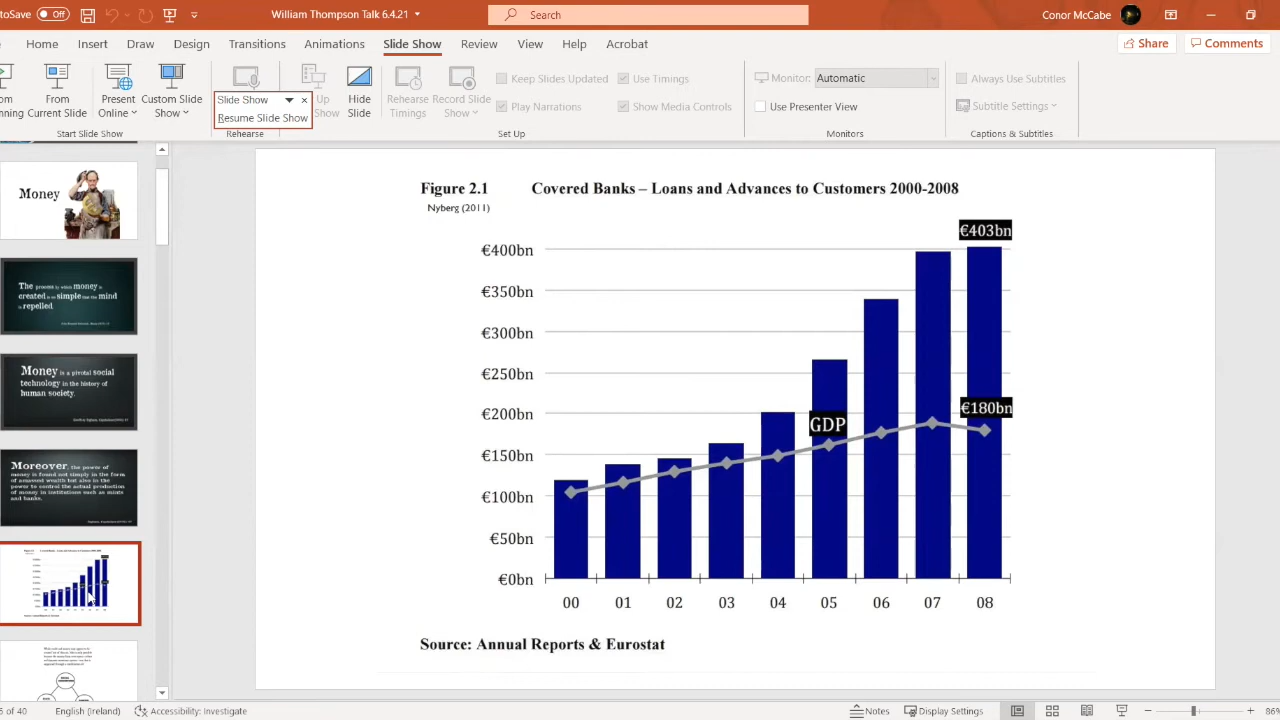 toSave Off
William Thompson Talk 6.4.21
Search
Conor McCabe
Home Insert Draw Design Transitions Animations Slide Show Review View Help Acrobat
Share Comments
From
Current Slide
Present
Online
Custom Slide
Show
Start Slide Show
Slide Show
Resume Slide Show
Rehearse
Up
Show
Hide
Slide
Rehearse
Timings
Record Slide
Show
Keep Slides Updated
Play Narrations
Use Timings
Show Media Controls
Set Up
Monitor: Automatic
Use Presenter View
Monitors
Always Use Subtitles
Subtitle Settings
Captions & Subtitles
Money
The process by which money is
created is so simple that the mind
is repelled
Money is a pivotal social
technology in the history of
human society.
Moreover, the power of
money is found not simply in the form
of amassed wealth but also in the
power to control the actual production
of money in institutions such as mints
and banks.
Figure 2.1 Covered Banks – Loans and Advances to Customers 2000-2008
Nyberg (2011)
€403bn
€400bn
€350bn
€300bn
€250bn
€200bn
€180bn
GDP
€150bn
€100bn
€50bn
€0bn
00 01 02 03 04 05 06 07 08
Source: Annual Reports & Eurostat
of 40
English (Ireland)
Accessibility: Investigate
Notes
Display Settings